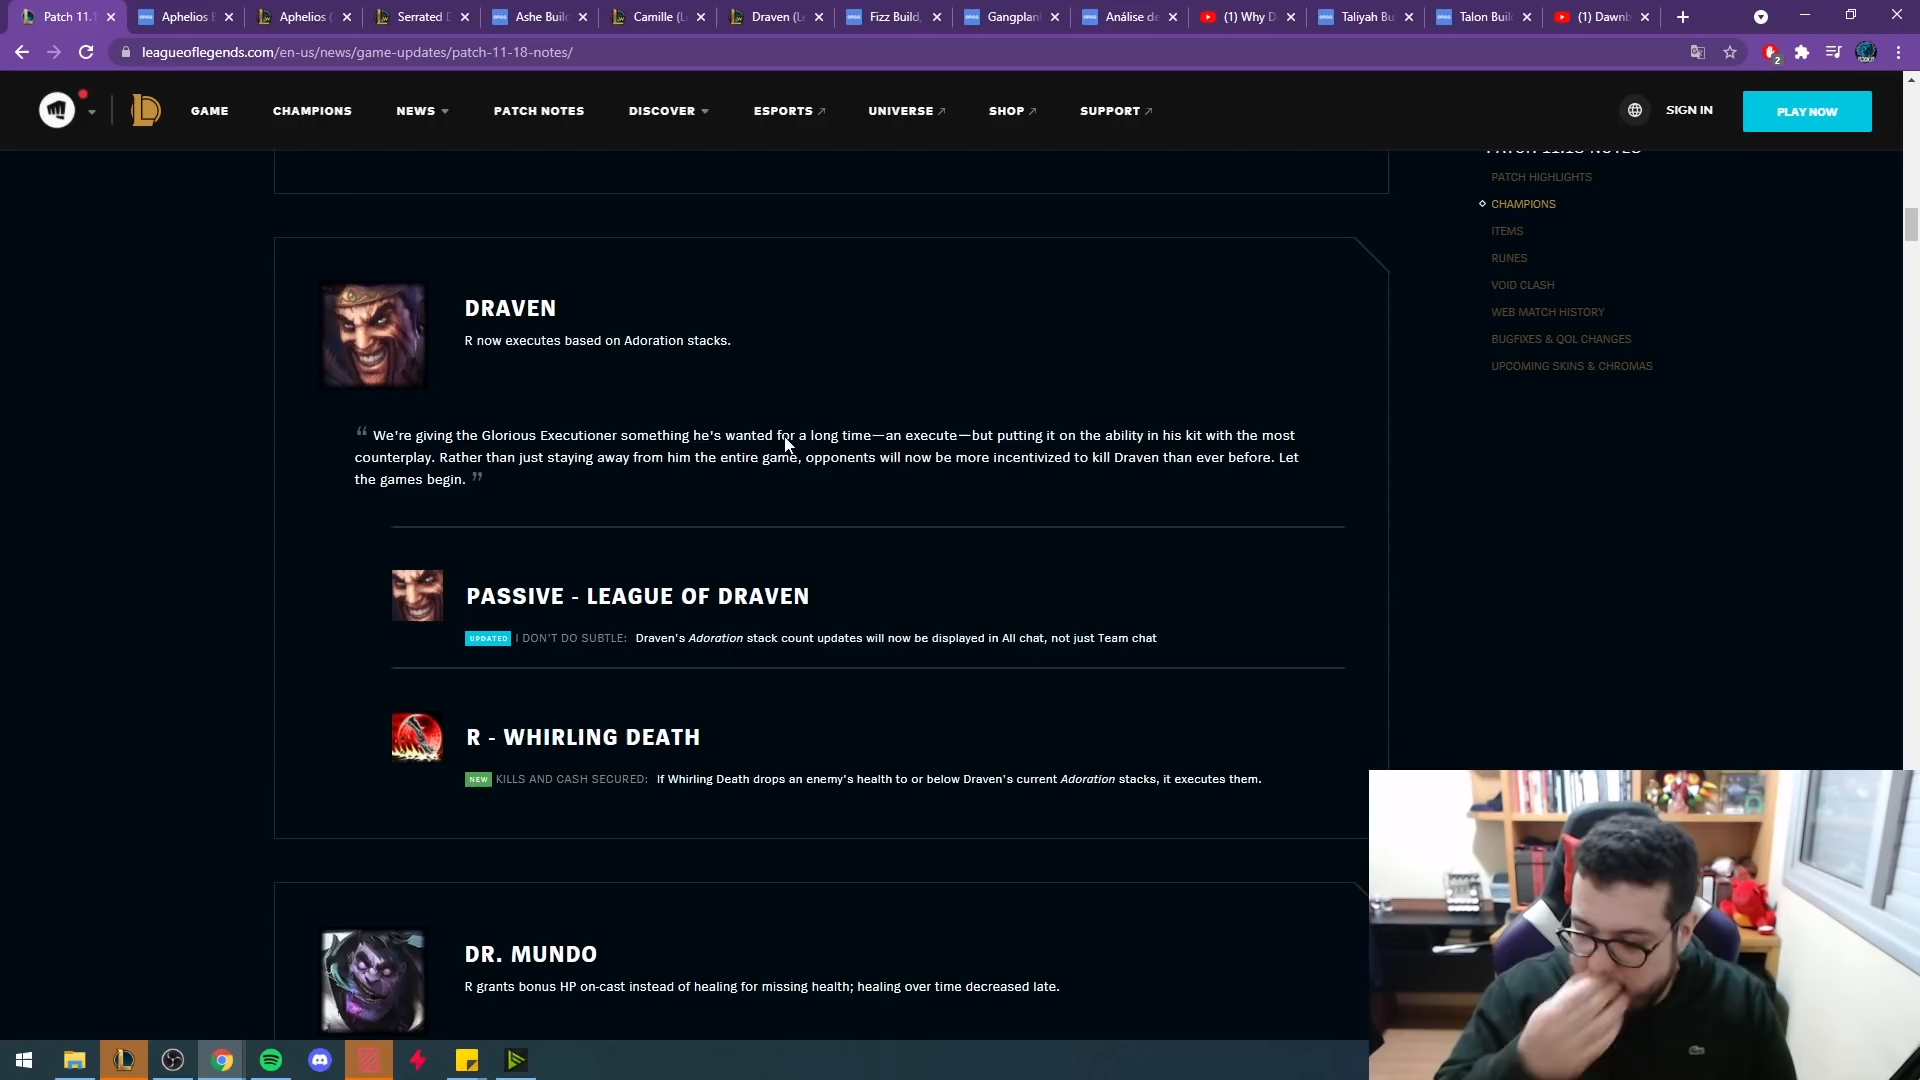 Patch 11.1
Aphelios B
Aphelios (
Serrated D
Ashe Buil
Camille (L
Draven (Le
Fizz Build,
Gangplan
Análise de
(1) Why D
Taliyah Bu
Talon Buil
(1) Dawnb
leagueoflegends.com/en-us/news/game-updates/patch-11-18-notes/
2
GAME
CHAMPIONS
NEWS
PATCH NOTES
DISCOVER
ESPORTS
UNIVERSE
SHOP
SUPPORT
SIGN IN
PLAY NOW
PATCH 11.18 NOTES
PATCH HIGHLIGHTS
CHAMPIONS
ITEMS
RUNES
VOID CLASH
WEB MATCH HISTORY
BUGFIXES & QOL CHANGES
UPCOMING SKINS & CHROMAS
DRAVEN
R now executes based on Adoration stacks.
“ We're giving the Glorious Executioner something he's wanted for a long time—an execute—but putting it on the ability in his kit with the most
counterplay. Rather than just staying away from him the entire game, opponents will now be more incentivized to kill Draven than ever before. Let
the games begin. ”
PASSIVE - LEAGUE OF DRAVEN
UPDATED I DON'T DO SUBTLE: Draven's Adoration stack count updates will now be displayed in All chat, not just Team chat
R - WHIRLING DEATH
NEW KILLS AND CASH SECURED: If Whirling Death drops an enemy's health to or below Draven's current Adoration stacks, it executes them.
DR. MUNDO
R grants bonus HP on-cast instead of healing for missing health; healing over time decreased late.